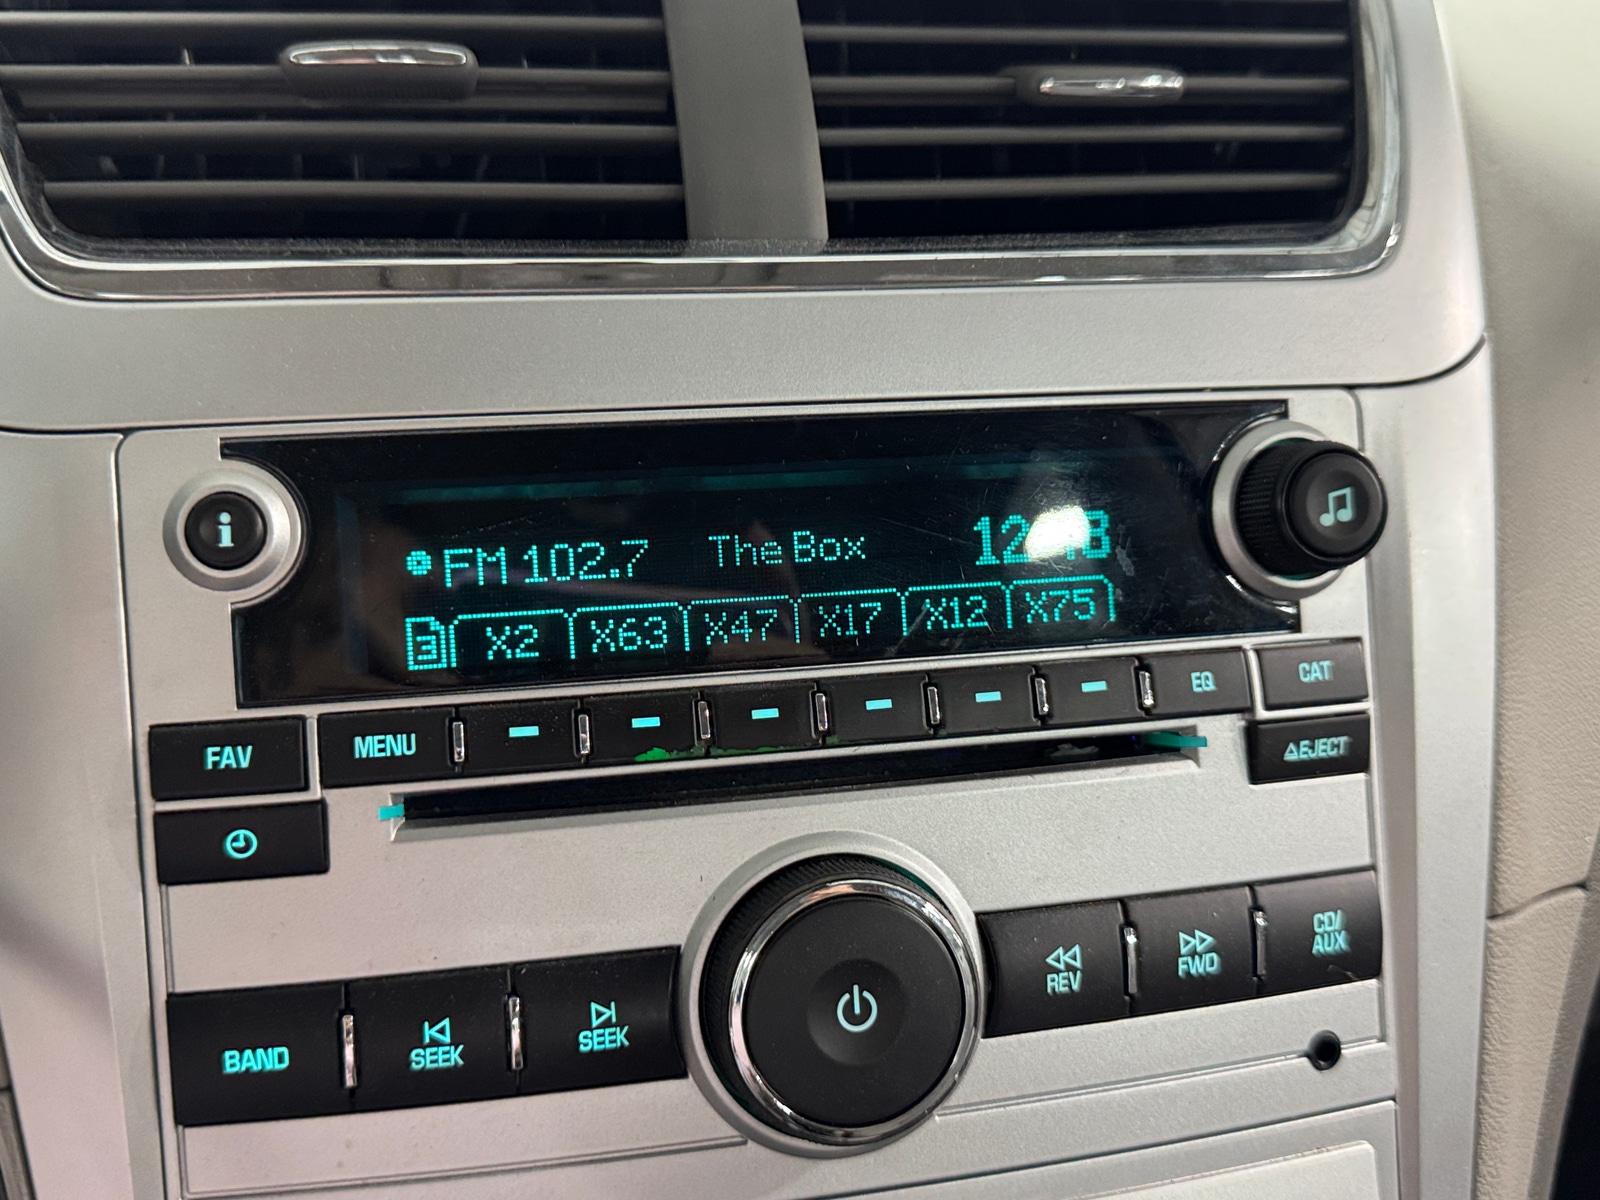 i
FM 102.7 The Box
3 X2 X63 X47 X17 X12 X75
CAT
MENU EQ
FAV
EJECT
CD/
AUX
REV FWD
SEEK SEEK
BAND